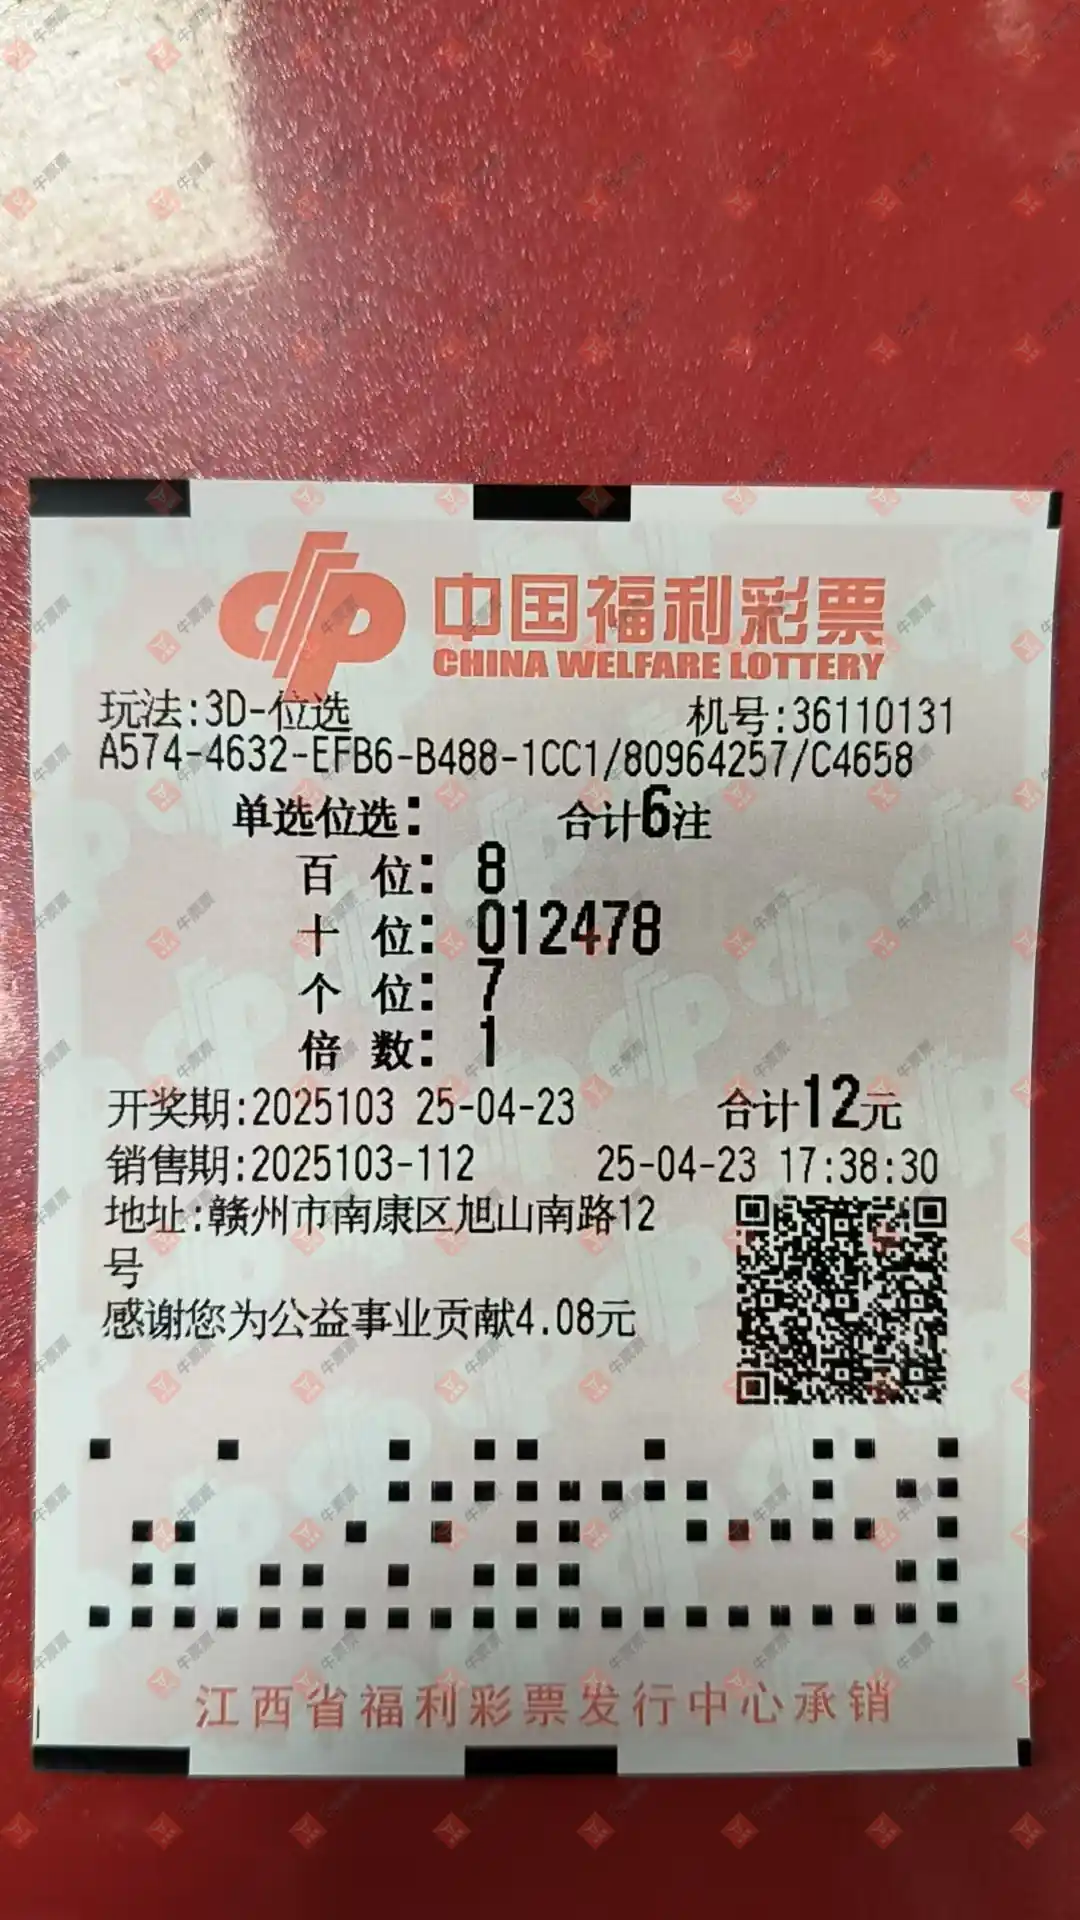 中国福利彩票
CHINA WELFARE LOTTERY
玩法:3D-位选 机号:36110131
A574-4632-EFB6-B488-1CC1/80964257/C4658
单选位选: 合计6注
百 位: 8
十 位: 012478
个 位: 7
倍 数: 1
开奖期:2025103 25-04-23 合计12元
销售期:2025103-112 25-04-23 17:38:30
地址:赣州市南康区旭山南路12
号
感谢您为公益事业贡献4.08元
江西省福利彩票发行中心承销
牛票票